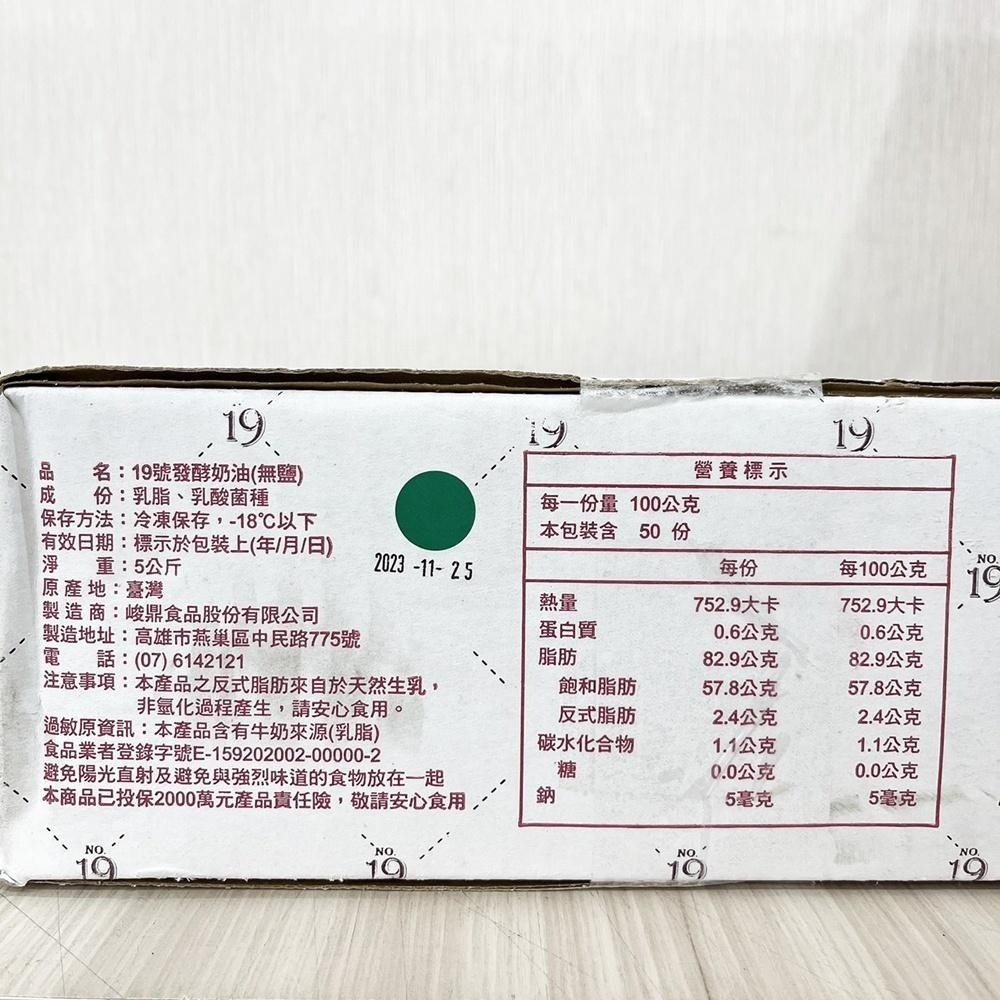 19
19
19
品名：19號發酵奶油(無鹽)
成份：乳脂、乳酸菌種
保存方法：冷凍保存，-18℃以下
有效日期：標示於包裝上(年/月/日)
淨重：5公斤
原產地：臺灣
製造商：峻鼎食品股份有限公司
製造地址：高雄市燕巢區中民路775號
電話：(07) 6142121
注意事項：本產品之反式脂肪來自於天然生乳，
非氫化過程產生，請安心食用。
過敏原資訊：本產品含有牛奶來源(乳脂)
食品業者登錄字號E-159202002-00000-2
避免陽光直射及避免與強烈味道的食物放在一起
本商品已投保2000萬元產品責任險，敬請安心食用
2023 -11- 25
營養標示
每一份量 100公克
本包裝含 50 份
每份 每100公克
熱量 752.9大卡 752.9大卡
蛋白質 0.6公克 0.6公克
脂肪 82.9公克 82.9公克
飽和脂肪 57.8公克 57.8公克
反式脂肪 2.4公克 2.4公克
碳水化合物 1.1公克 1.1公克
糖 0.0公克 0.0公克
鈉 5毫克 5毫克
NO.
19
NO.
19
NO.
19
NO.
19
NO.
19